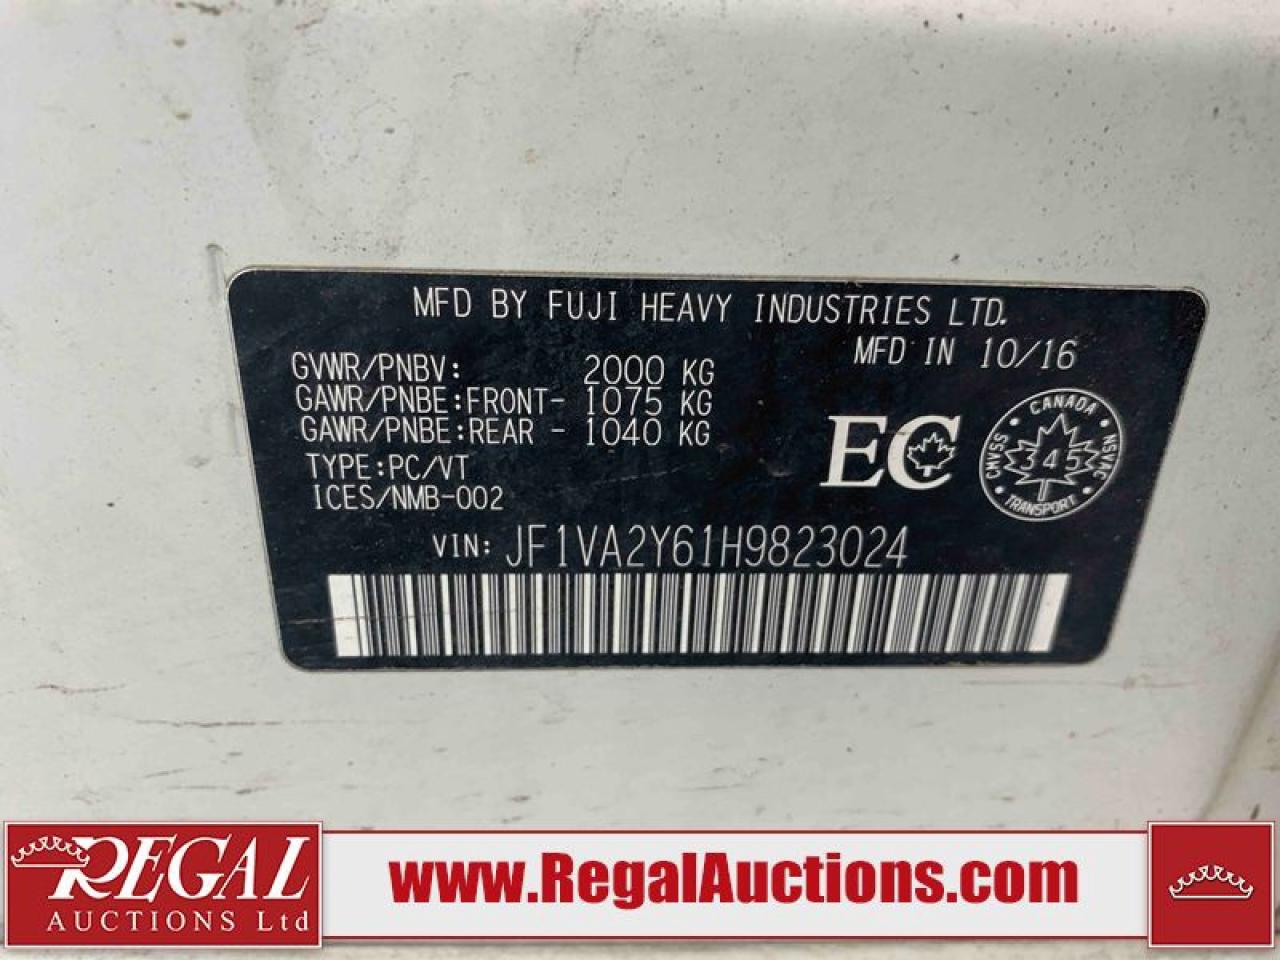 MFD BY FUJI HEAVY INDUSTRIES LTD.
MFD IN 10/16
GVWR/PNBV: 2000 KG
GAWR/PNBE:FRONT- 1075 KG
GAWR/PNBE:REAR - 1040 KG
TYPE:PC/VT
ICES/NMB-002
EC
CANADA
CMVSS 345 NSVAC
TRANSPORT
VIN: JF1VA2Y61H9823024
REGAL
AUCTIONS Ltd
www.RegalAuctions.com